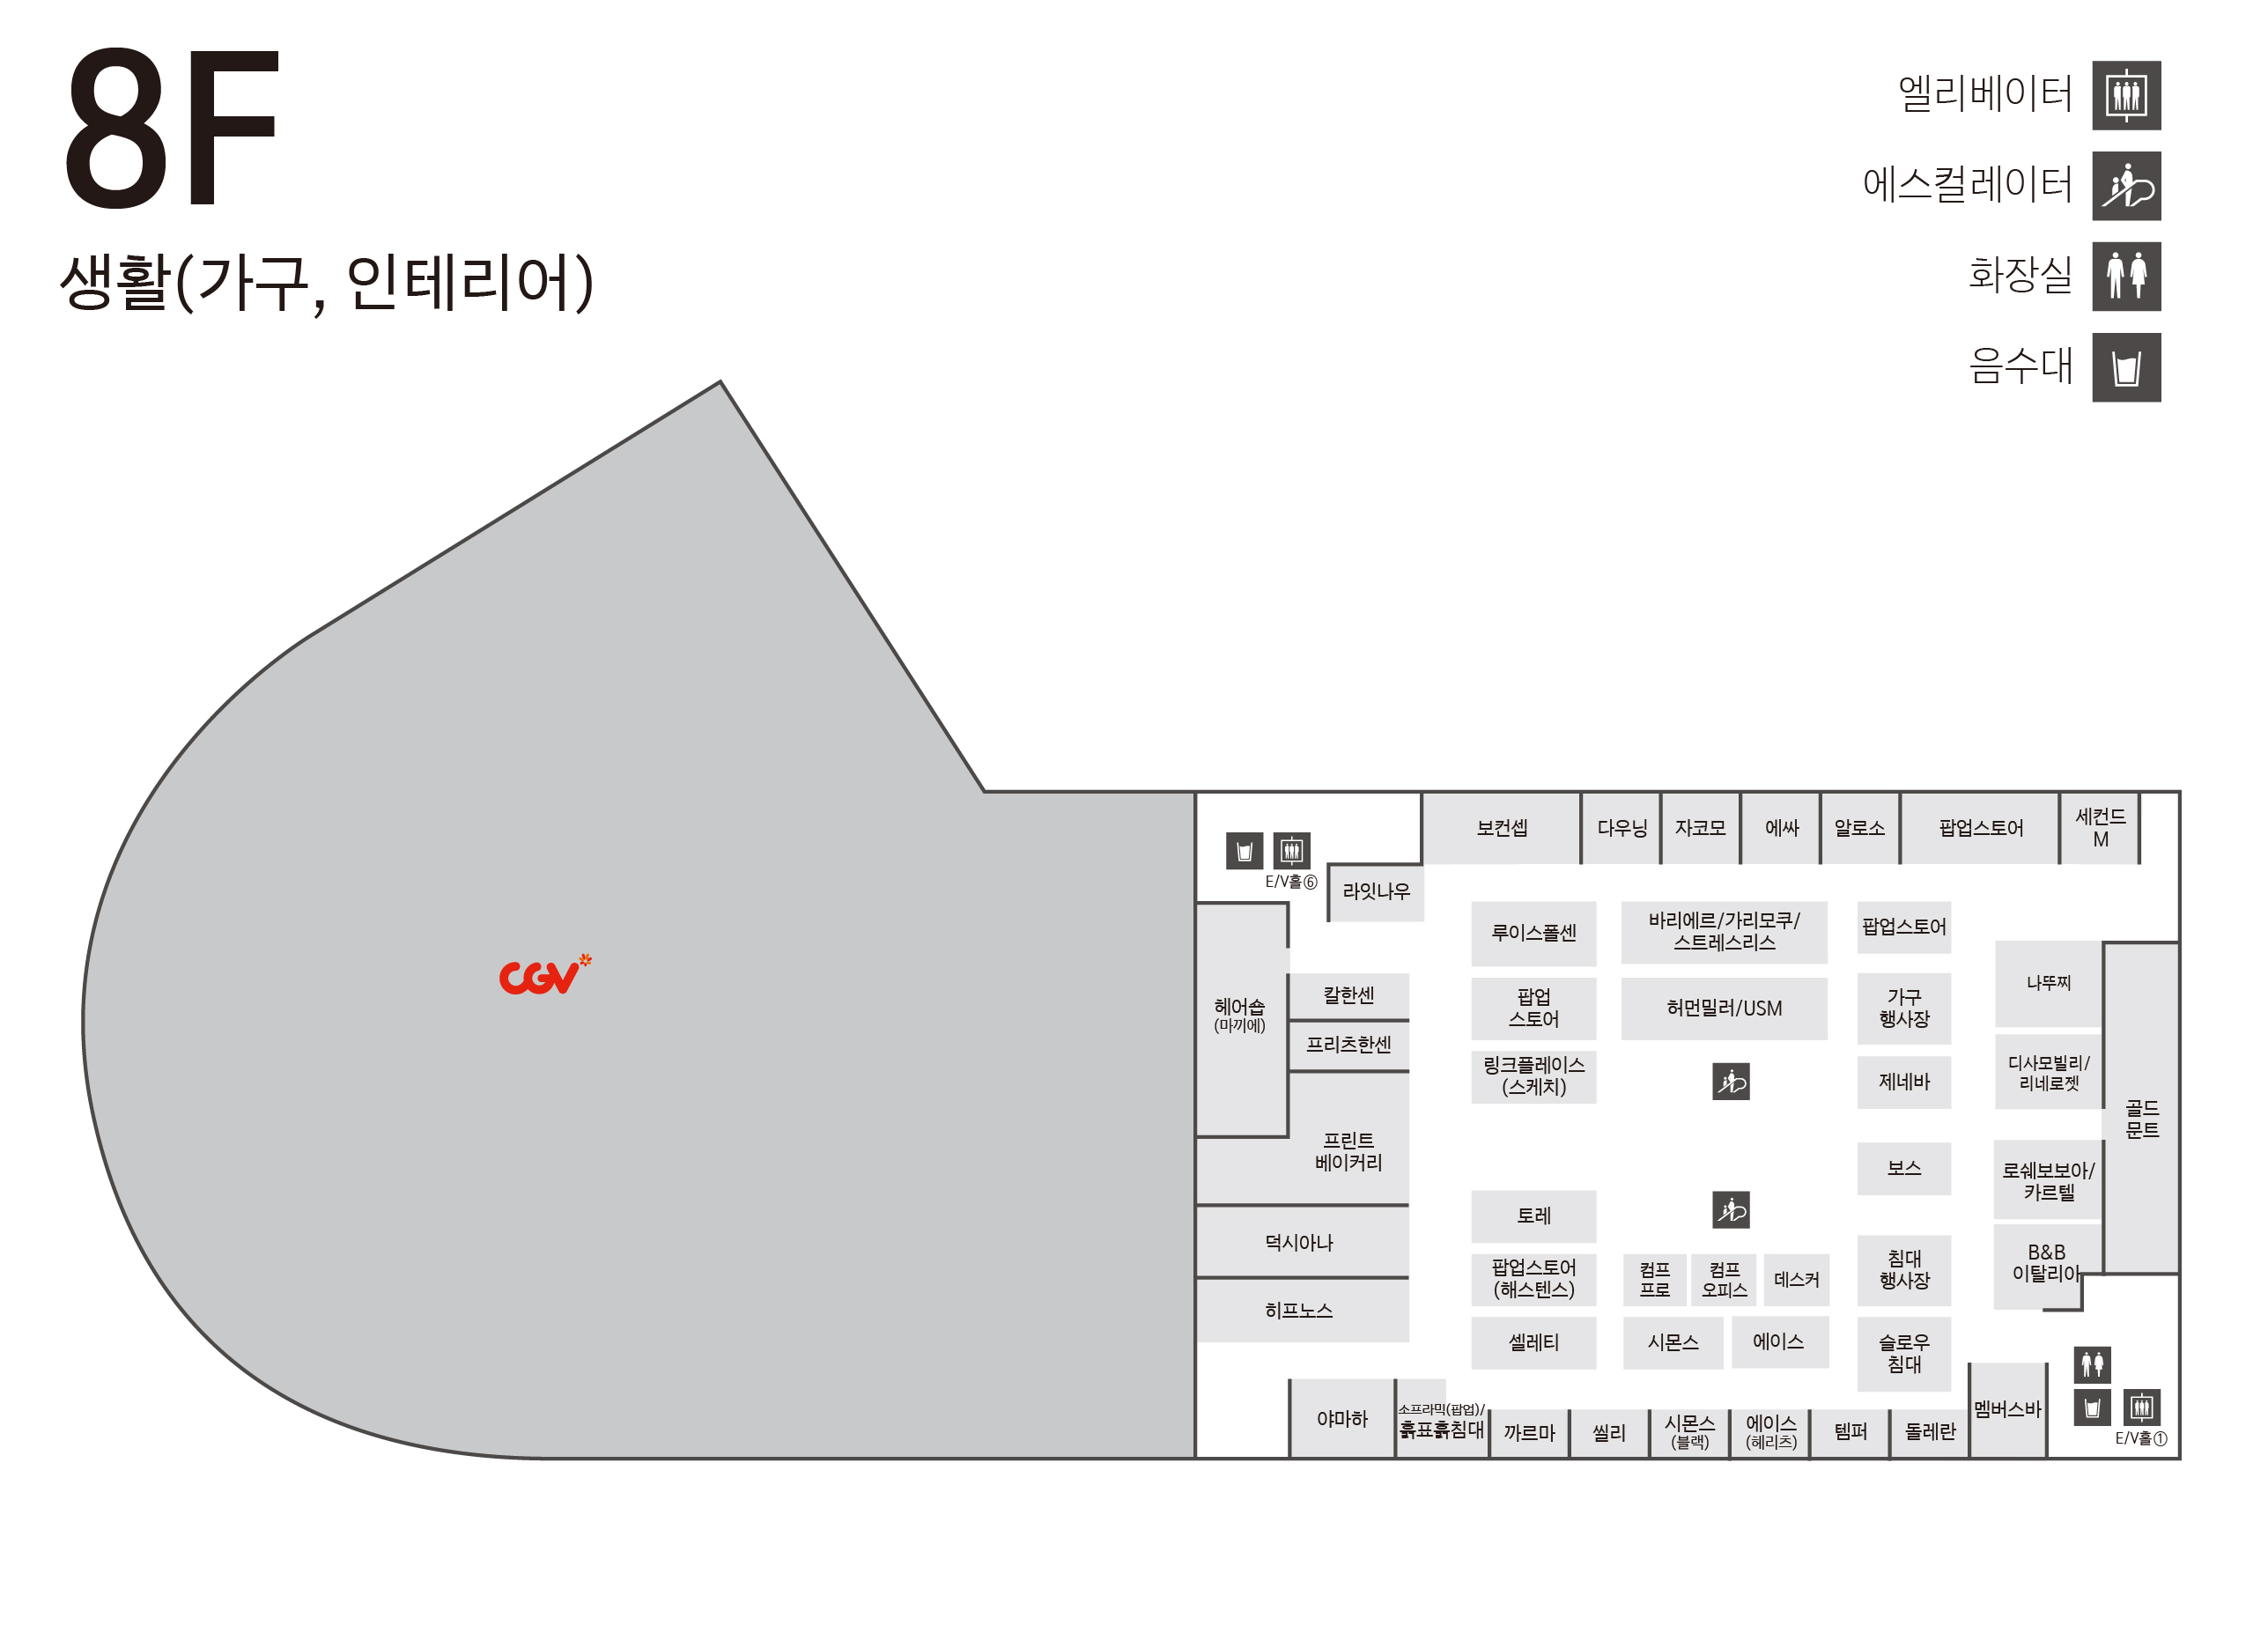 8F
생활(가구, 인테리어)
엘리베이터
에스컬레이터
화장실
음수대
CGV
E/V홀⑥
라잇나우
보컨셉
다우닝
자코모
에싸
알로소
팝업스토어
세컨드
M
헤어숍
(마끼에)
칼한센
프리츠한센
프린트
베이커리
덕시아나
히프노스
루이스폴센
팝업
스토어
링크플레이스
(스케치)
바리에르/가리모쿠/
스트레스리스
허먼밀러/USM
팝업스토어
가구
행사장
제네바
보스
나뚜찌
디사모빌리/
리네로젯
골드
문트
로쉐보보아/
카르텔
B&B
이탈리아
토레
팝업스토어
(해스텐스)
셀레티
컴프
프로
컴프
오피스
데스커
시몬스
에이스
침대
행사장
슬로우
침대
야마하
소프라믹(팝업)/
흙표흙침대
까르마
씰리
시몬스
(블랙)
에이스
(헤리츠)
템퍼
돌레란
멤버스바
E/V홀①